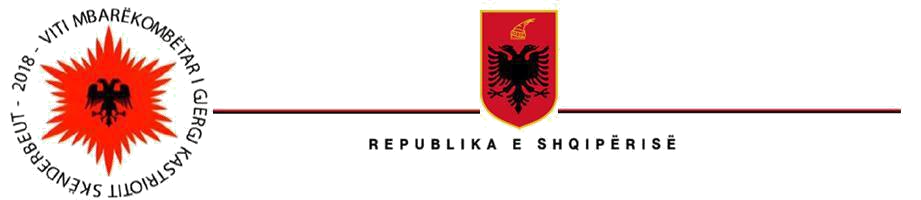 2018 - VITI MBARËKOMBËTAR I GJERGJ KASTRIOTIT SKËNDERBEUT -
REPUBLIKA E SHQIPËRISË